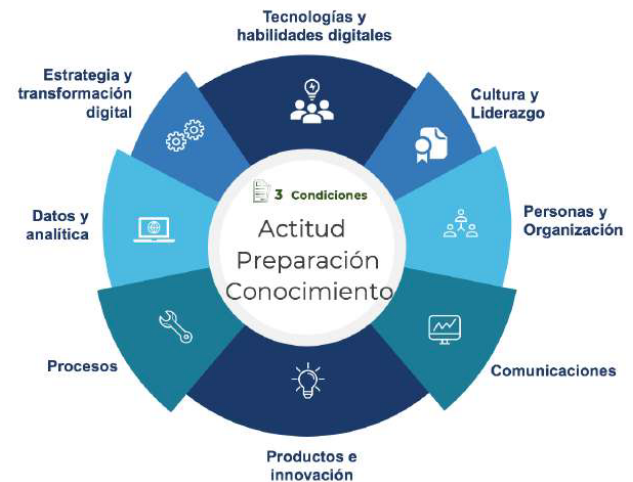 Tecnologías y
habilidades digitales
Estrategia y
transformación
digital
Cultura y
Liderazgo
Datos y
analítica
3 Condiciones
Actitud
Preparación
Conocimiento
Personas y
Organización
Procesos
Comunicaciones
Productos e
innovación